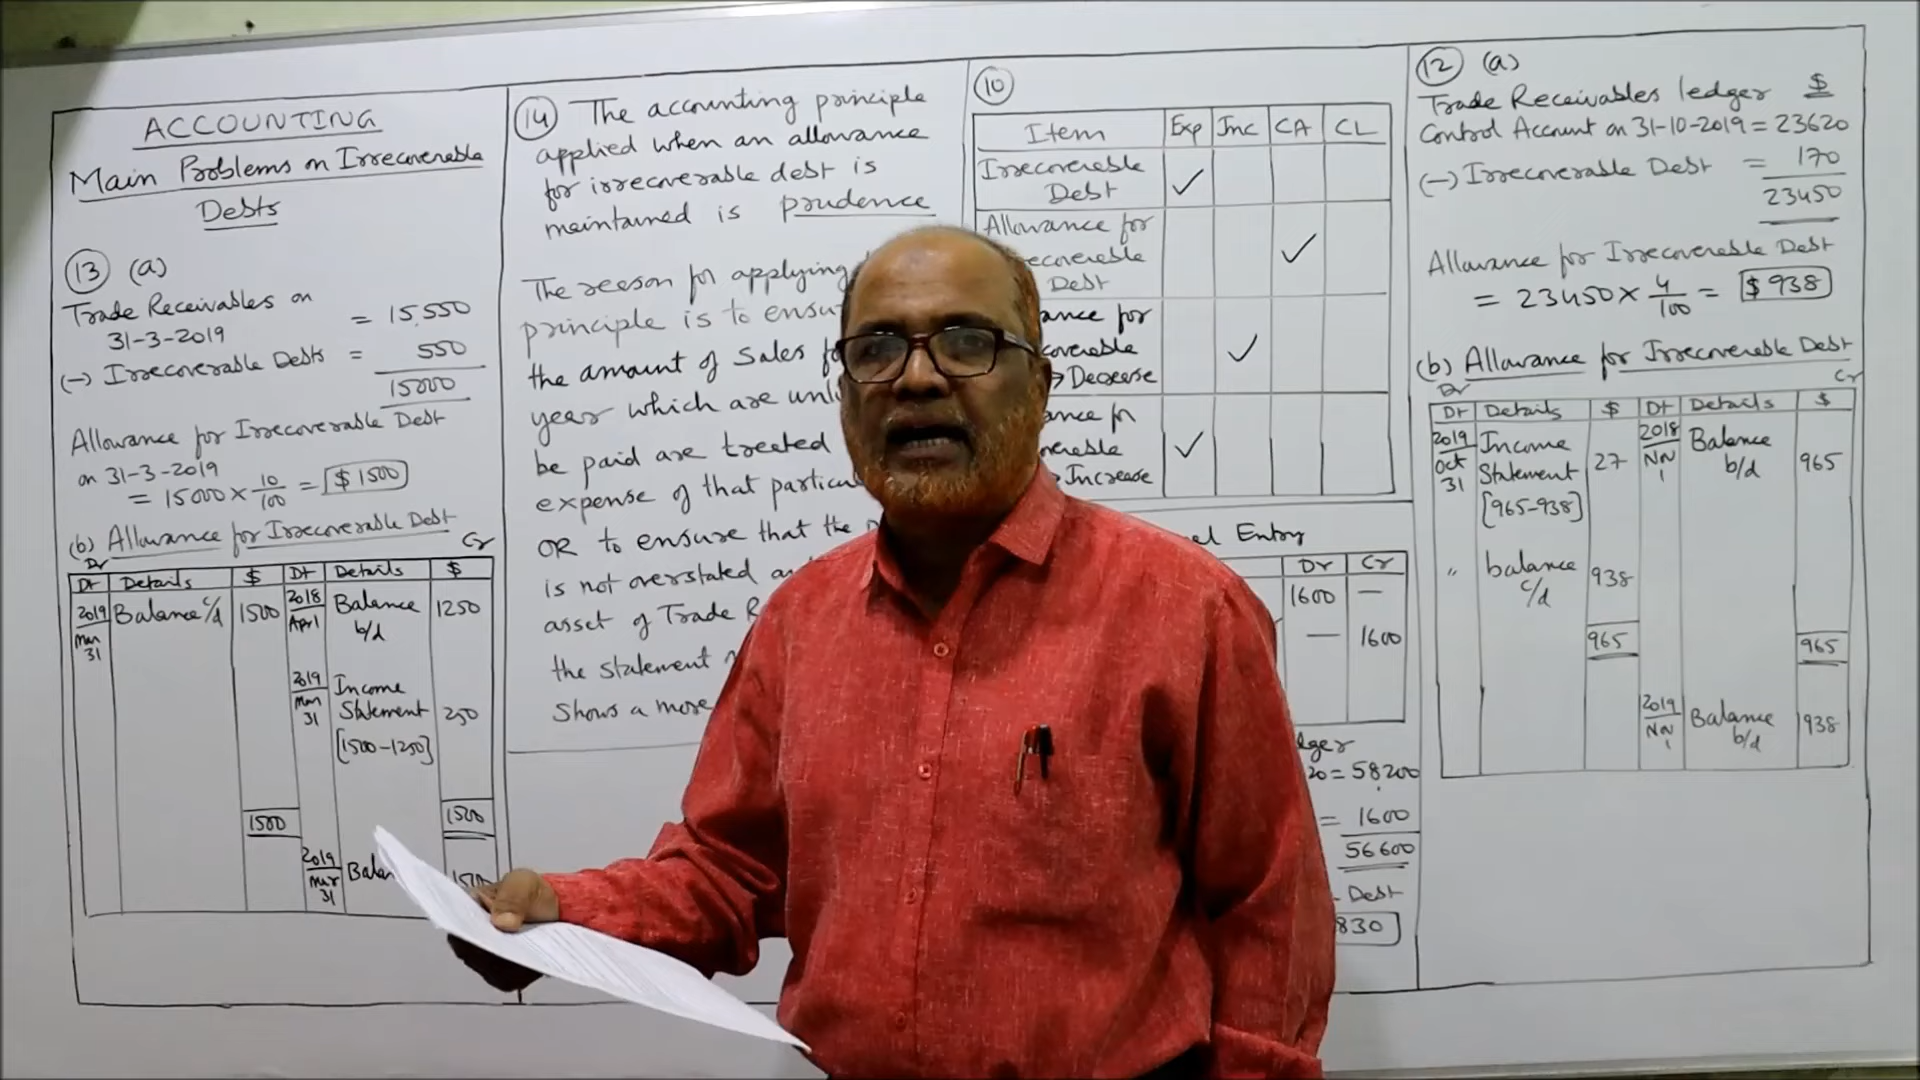 ACCOUNTING
Main Problems on Irrecoverable
Debts
(13) (a)
Trade Receivables on
31-3-2019 = 15,550
(-) Irrecoverable Debts = 550
15000
Allowance for Irrecoverable Debt
on 31-3-2019
= 15000 × 10/100 = $1500
(b) Allowance for Irrecoverable Debt
Dr Cr
Dt Details $ Dt Details $
2019 Mar 31 Balance c/d 1500 2018 Apr 1 Balance b/d 1250
2019 Mar 31 Income Statement 250
[1500-1250]
1500 1500
2019 Mar 31 1500
(14) The accounting principle
applied when an allowance
for irrecoverable debt is
maintained is prudence
The reason for applying
principle is to
the amount of Sales
year which are
be paid are treated
expense of that
OR to ensure that the
is not overstated
asset of Trade
the statement
Shows a more
(10)
Item Exp Inc CA CL
Irrecoverable
Debt ✓
Allowance for
Debt ✓
for
✓
→ Decrease
✓
→ Increase
Entry
Dr Cr
1600 —
— 1600
= 58200
= 1600
56600
Debt
830
(12) (a)
Trade Receivables ledger $
Control Account on 31-10-2019 = 23620
(-) Irrecoverable Debt = 170
23450
Allowance for Irrecoverable Debt
= 23450 × 4/100 = $938
(b) Allowance for Irrecoverable Debt
Dr Cr
Dt Details $ Dt Details $
2019 Oct 31 Income Statement 27 2018 Nov 1 Balance b/d 965
[965-938]
" balance c/d 938
965 965
2019 Nov 1 Balance b/d 938